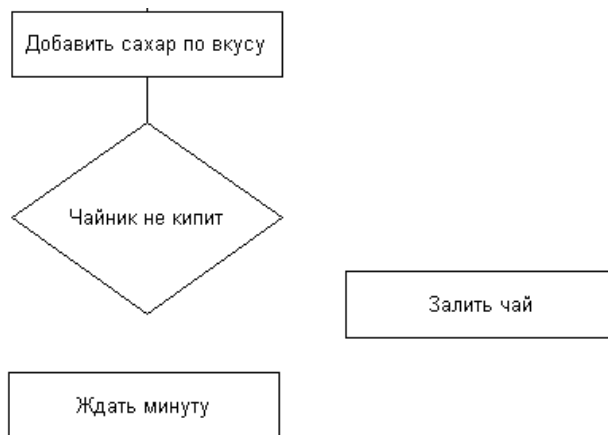 Добавить сахар по вкусу
Чайник не кипит
Залить чай
Ждать минуту